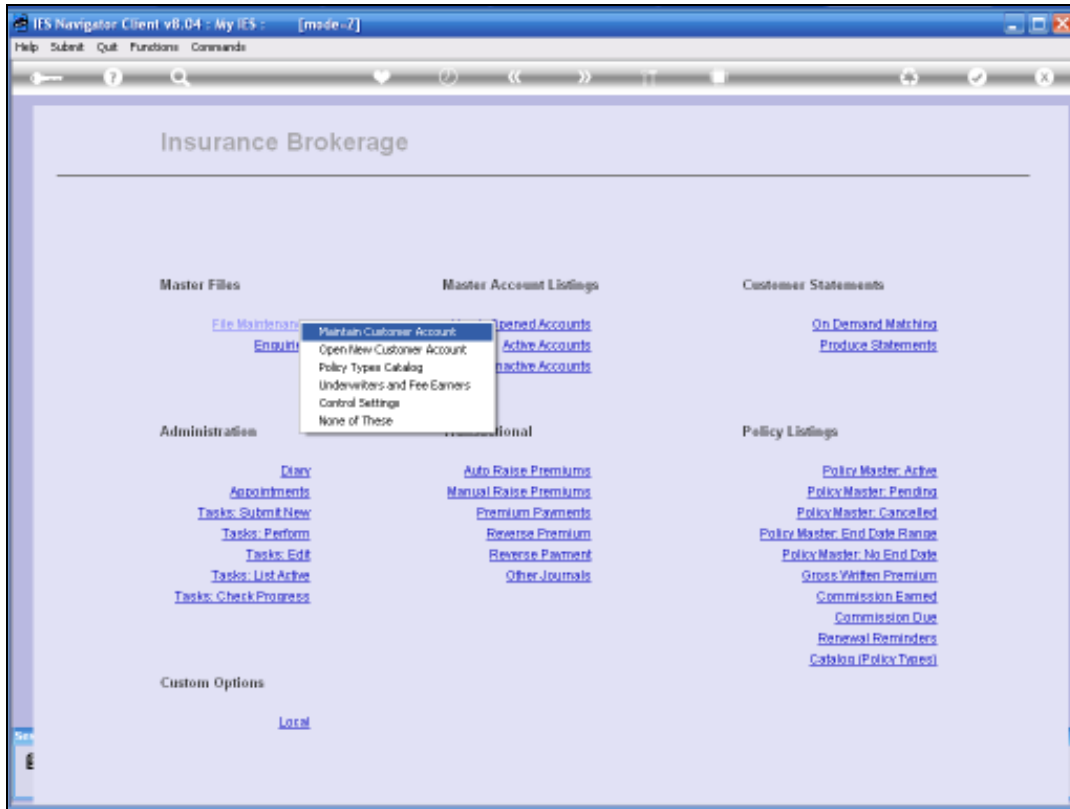 IES Navigator Client v8.04 : My IES : [mode=Z]
Help Submit Quit Functions Commands
Insurance Brokerage
Master Files
Master Account Listings
Customer Statements
File Maintenan
Opened Accounts
On Demand Matching
Maintain Customer Account
Enquiri
Open New Customer Account
Active Accounts
Produce Statements
Policy Types Catalog
nactive Accounts
Underwriters and Fee Earners
Control Settings
None of These
Administration
tional
Policy Listings
Diary
Auto Raise Premiums
Policy Master: Active
Appointments
Manual Raise Premiums
Policy Master: Pending
Tasks: Submit New
Premium Payments
Policy Master: Cancelled
Tasks: Perform
Reverse Premium
Policy Master: End Date Range
Tasks: Edit
Reverse Payment
Policy Master: No End Date
Tasks: List Active
Other Journals
Gross Written Premium
Tasks: Check Progress
Commission Earned
Commission Due
Renewal Reminders
Catalog (Policy Types)
Custom Options
Local